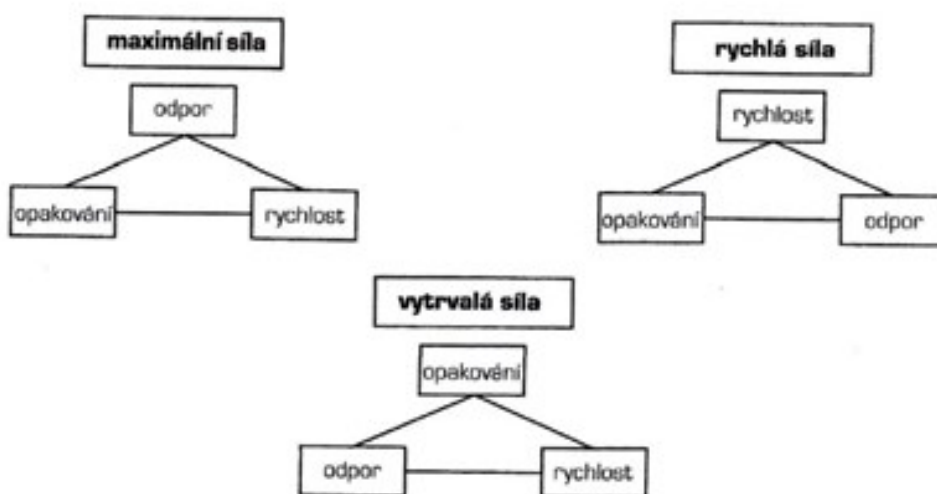 maximální síla
odpor
opakování
rychlost
rychlá síla
rychlost
opakování
odpor
vytrvalá síla
opakování
odpor
rychlost